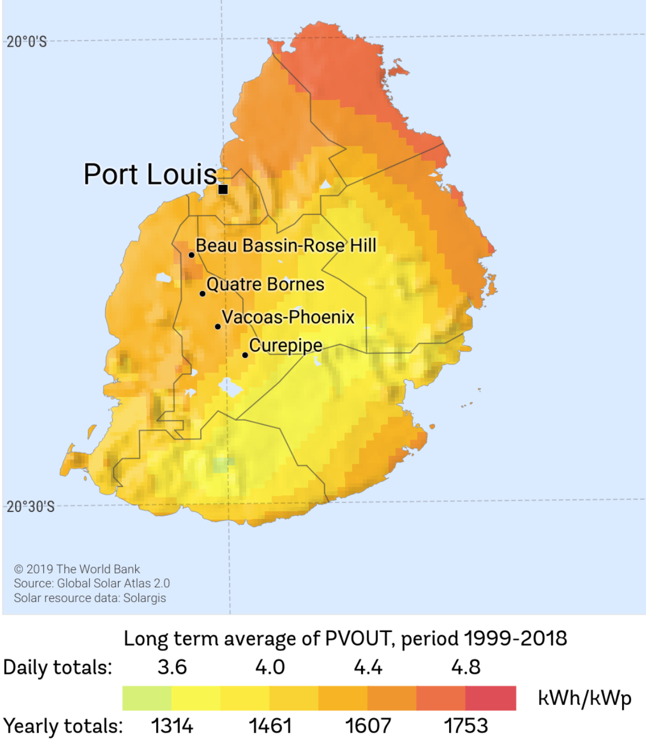 20°0'S
Port Louis
Beau Bassin-Rose Hill
Quatre Bornes
Vacoas-Phoenix
Curepipe
20°30'S
© 2019 The World Bank
Source: Global Solar Atlas 2.0
Solar resource data: Solargis
Long term average of PVOUT, period 1999-2018
Daily totals: 3.6 4.0 4.4 4.8
kWh/kWp
Yearly totals: 1314 1461 1607 1753